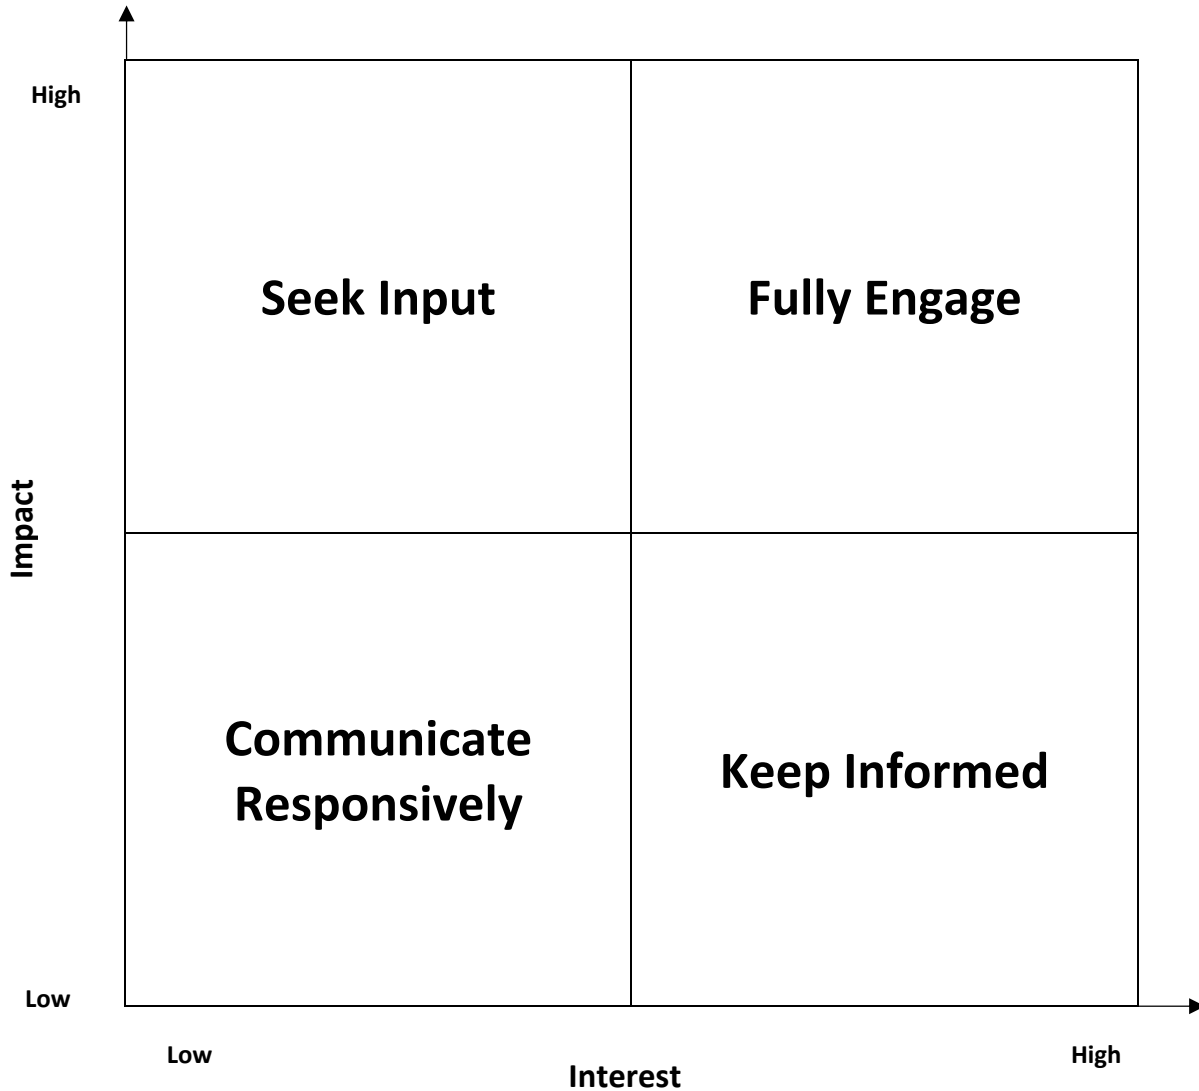 High
Seek Input
Fully Engage
Impact
Communicate
Responsively
Keep Informed
Low
Low
High
Interest